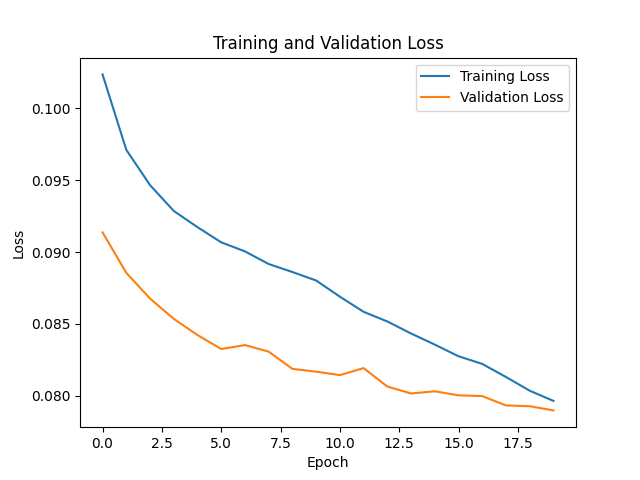 Training and Validation Loss
Training Loss
Validation Loss
0.100
0.095
0.090
0.085
0.080
Loss
0.0 2.5 5.0 7.5 10.0 12.5 15.0 17.5
Epoch